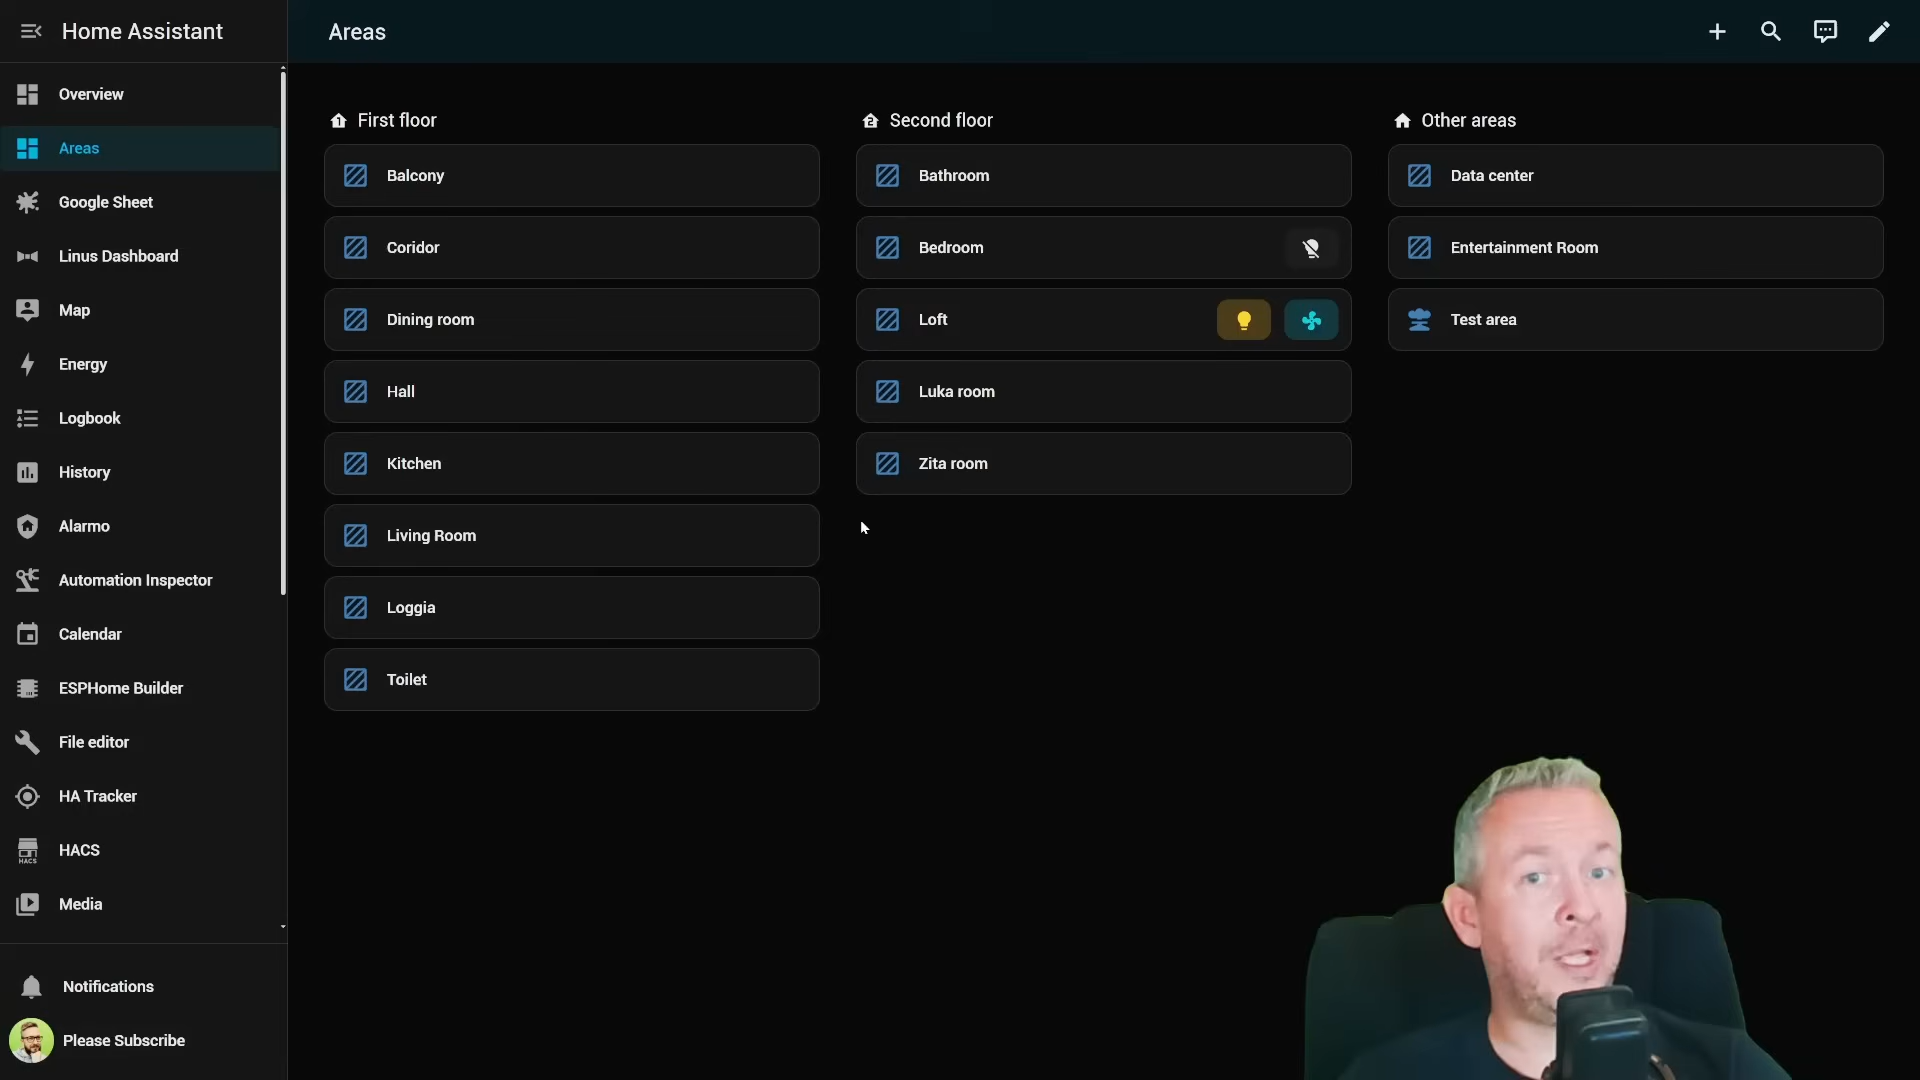 Home Assistant
Overview
Areas
Google Sheet
Linus Dashboard
Map
Energy
Logbook
History
Alarmo
Automation Inspector
Calendar
ESPHome Builder
File editor
HA Tracker
HACS
HACS
Media
Notifications
Please Subscribe
Areas
First floor
Balcony
Coridor
Dining room
Hall
Kitchen
Living Room
Loggia
Toilet
Second floor
Bathroom
Bedroom
Loft
Luka room
Zita room
Other areas
Data center
Entertainment Room
Test area